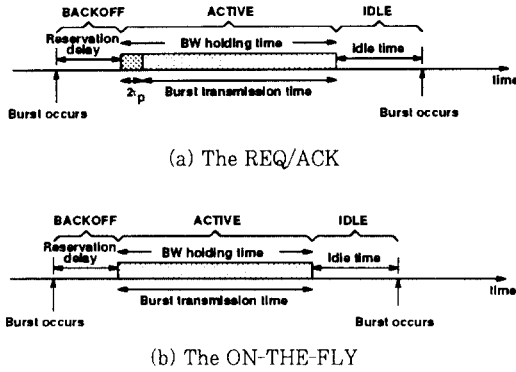 BACKOFF ACTIVE IDLE
Reservation delay BW holding time Idle time
time
2τp Burst transmission time
Burst occurs Burst occurs
(a) The REQ/ACK
BACKOFF ACTIVE IDLE
Reservation delay BW holding time Idle time
time
Burst transmission time
Burst occurs Burst occurs
(b) The ON-THE-FLY